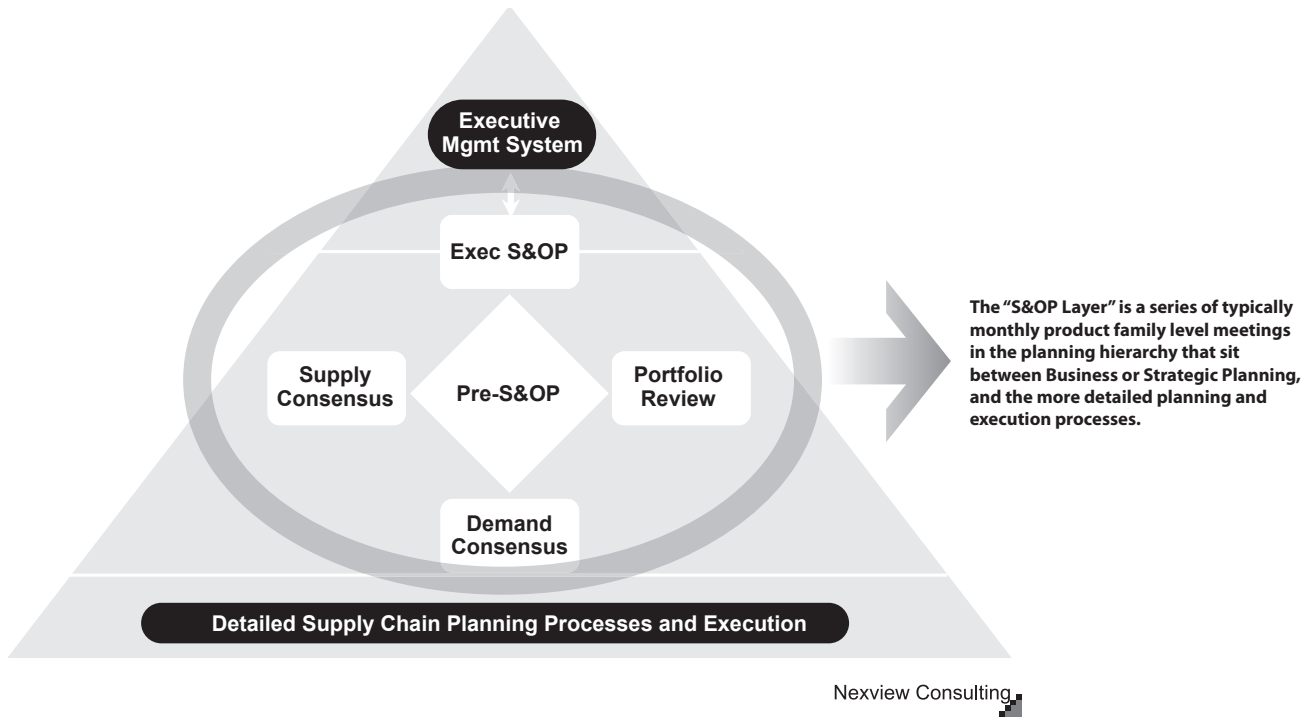 Executive
Mgmt System
Exec S&OP
Supply
Consensus
Pre-S&OP
Portfolio
Review
Demand
Consensus
Detailed Supply Chain Planning Processes and Execution
The “S&OP Layer” is a series of typically
monthly product family level meetings
in the planning hierarchy that sit
between Business or Strategic Planning,
and the more detailed planning and
execution processes.
Nexview Consulting